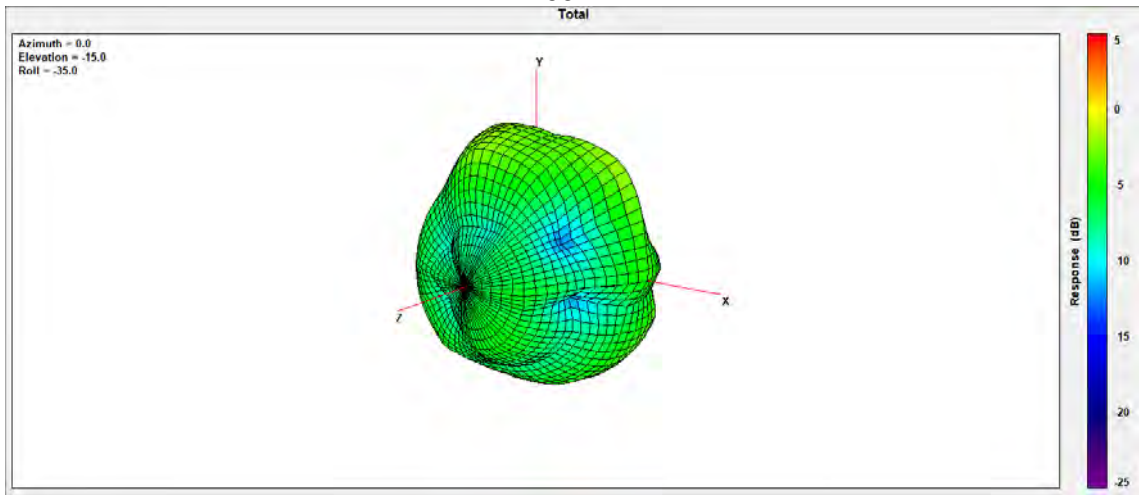 Total
Azimuth = 0.0
Elevation = -15.0
Roll = -35.0
Y
X
Z
5
0
-5
-10
-15
-20
-25
Response (dB)